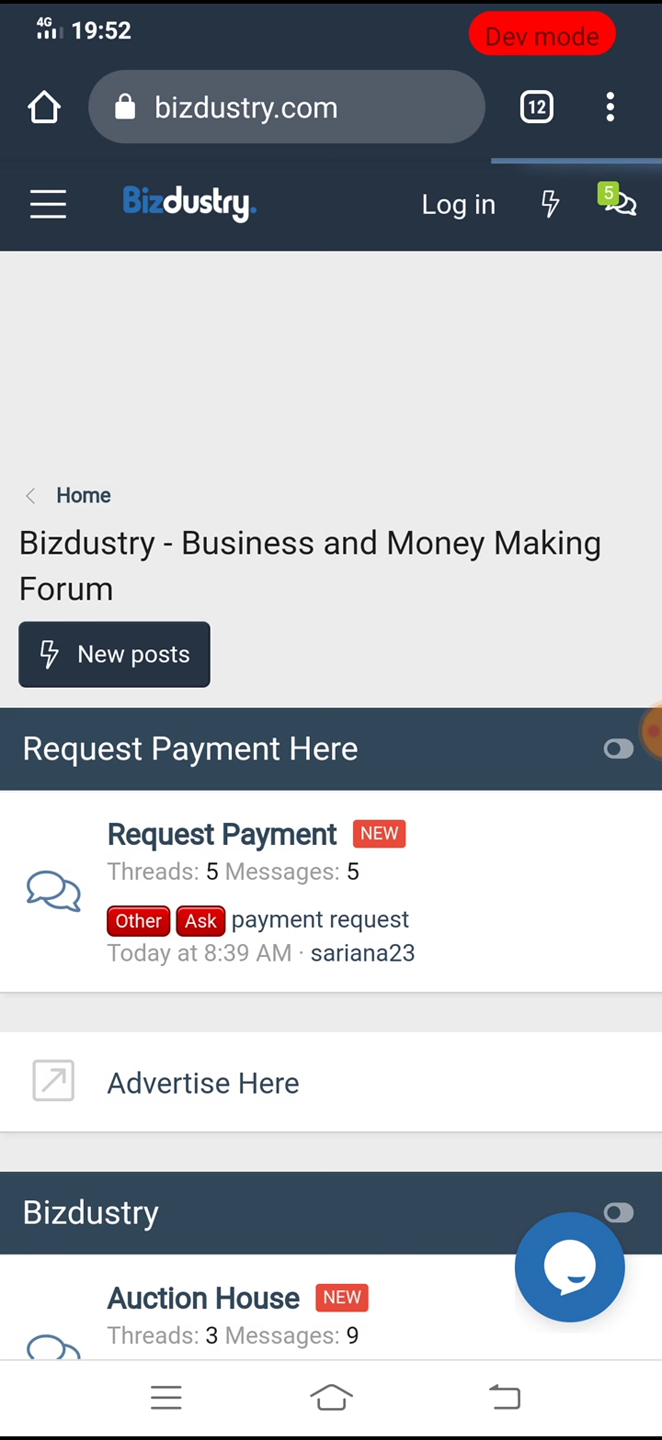 4G 19:52 Dev mode
bizdustry.com 12
Bizdustry. Log in 5
Home
Bizdustry - Business and Money Making
Forum
New posts
Request Payment Here
Request Payment NEW
Threads: 5 Messages: 5
Other Ask payment request
Today at 8:39 AM · sariana23
Advertise Here
Bizdustry
Auction House NEW
Threads: 3 Messages: 9